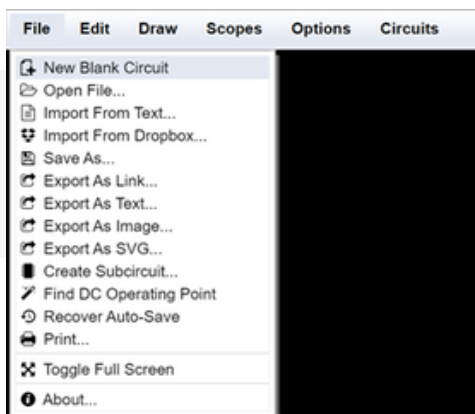 File Edit Draw Scopes Options Circuits
New Blank Circuit
Open File...
Import From Text...
Import From Dropbox...
Save As...
Export As Link...
Export As Text...
Export As Image...
Export As SVG...
Create Subcircuit...
Find DC Operating Point
Recover Auto-Save
Print...
Toggle Full Screen
About...